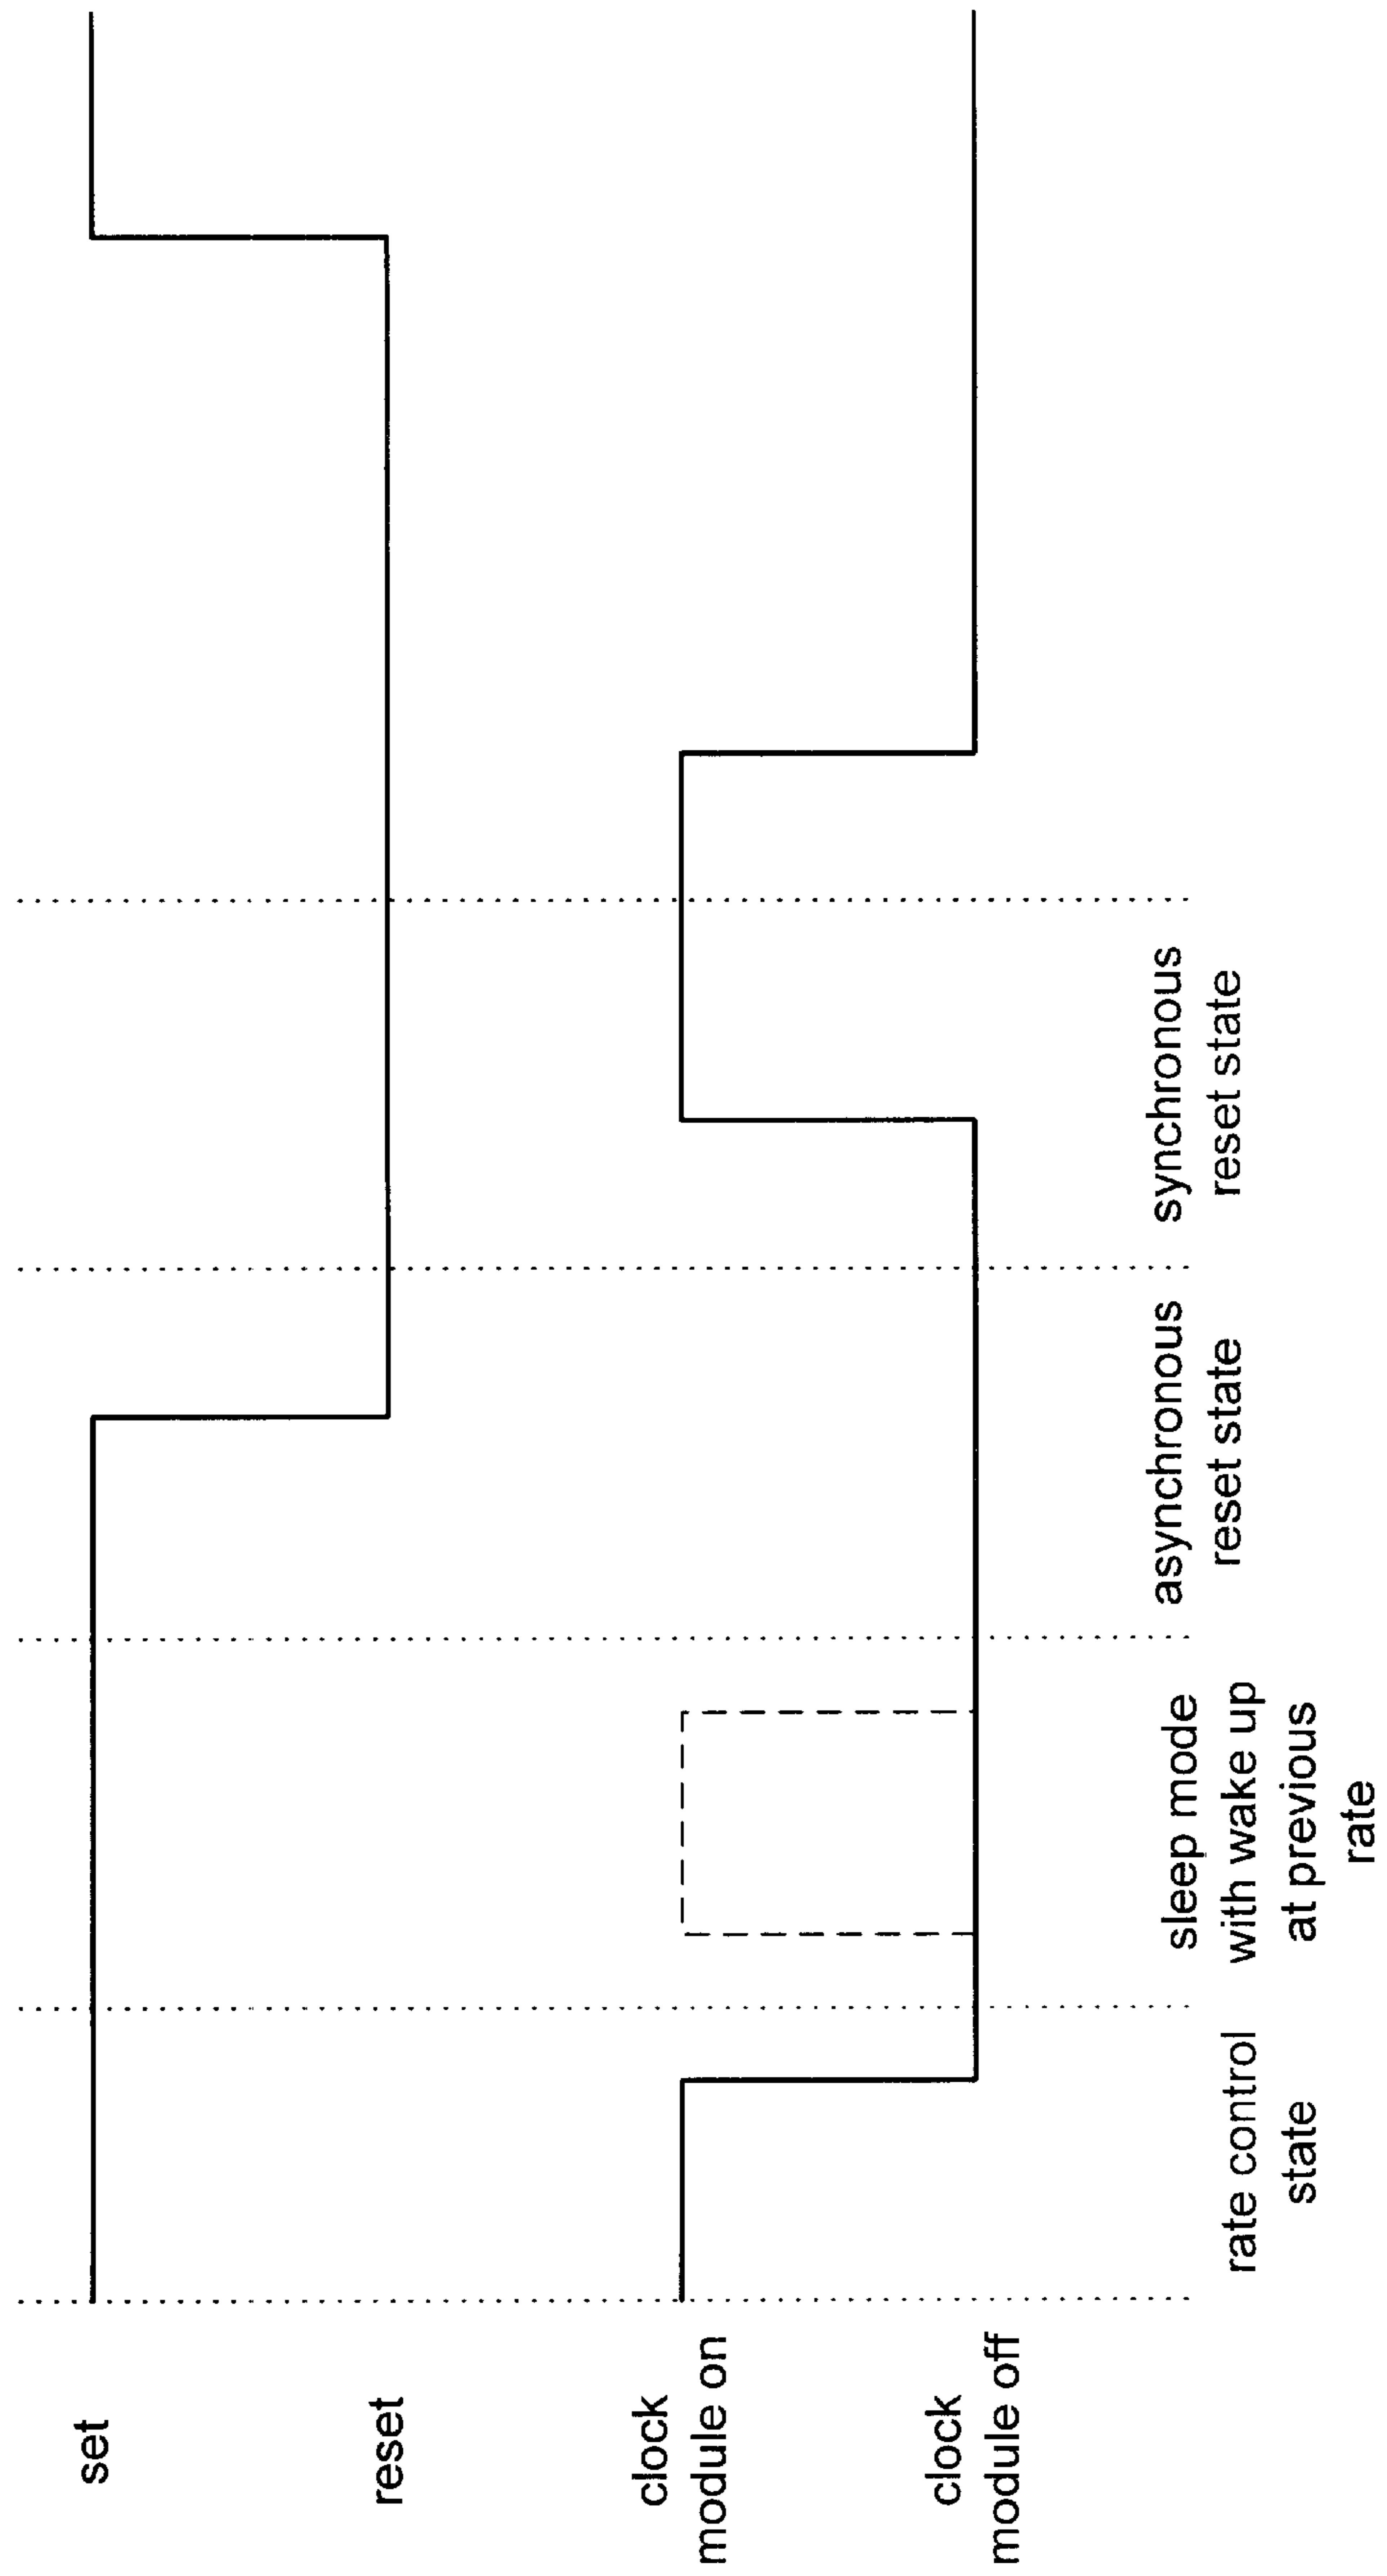 set
reset
clock
module on
clock
module off
rate control
state
sleep mode
with wake up
at previous
rate
asynchronous
reset state
synchronous
reset state